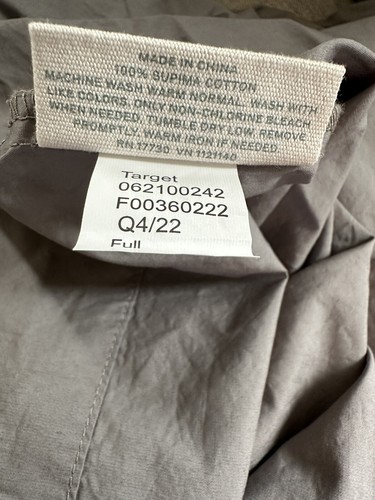 MADE IN CHINA
100% SUPIMA COTTON
MACHINE WASH WARM NORMAL. WASH WITH
LIKE COLORS. ONLY NON-CHLORINE BLEACH
WHEN NEEDED, TUMBLE DRY LOW, REMOVE
PROMPTLY, WARM IRON IF NEEDED.
RN 17730 VN 1121140
Target
062100242
F00360222
Q4/22
Full